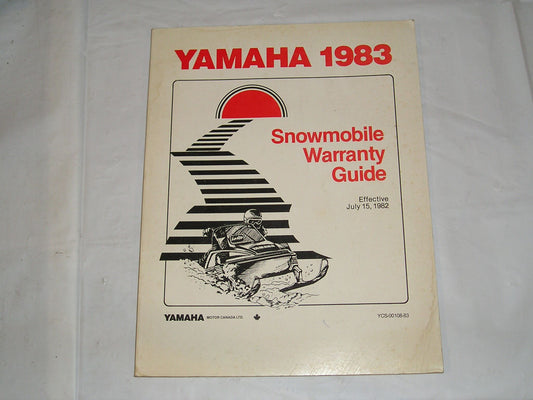 YAMAHA 1983
Snowmobile
Warranty
Guide
Effective
July 15, 1982
YAMAHA MOTOR CANADA LTD.
YCS-00108-83